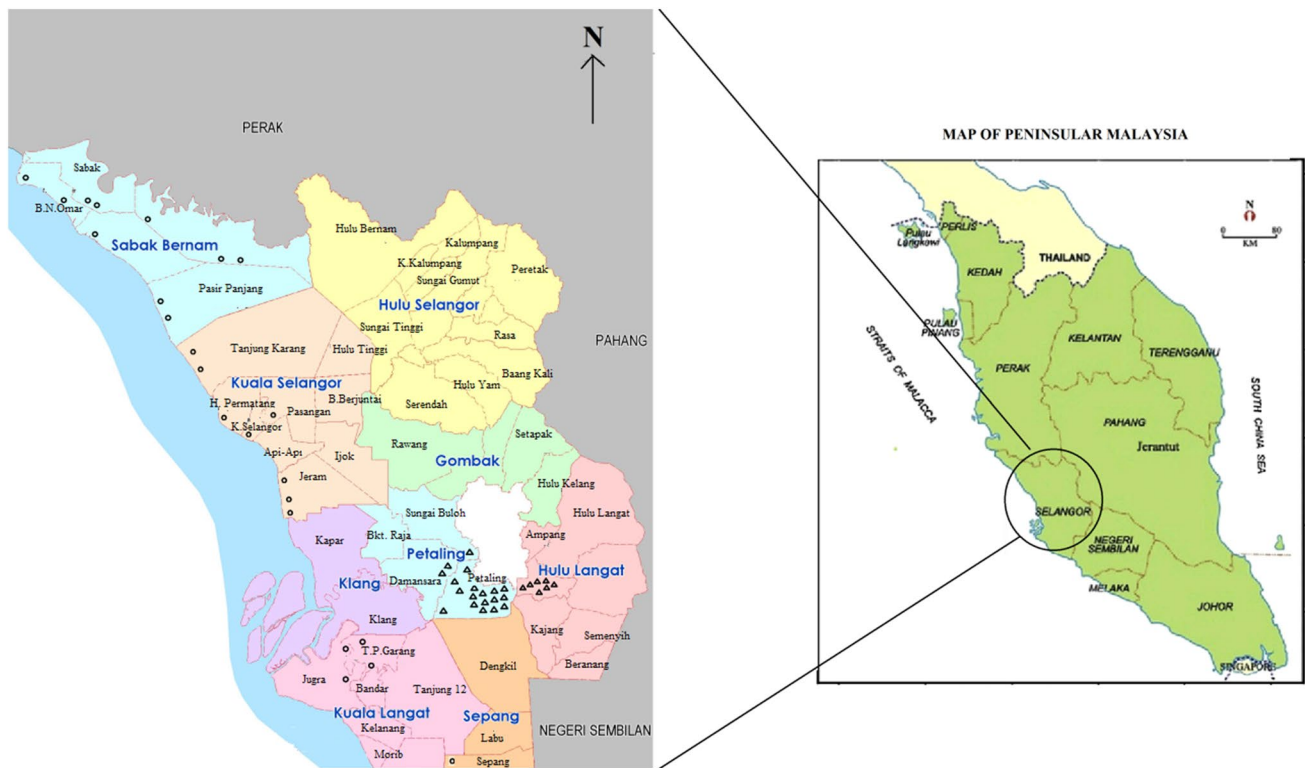 N
PERAK
Sabak
B.N.Omar
Sabak Bernam
Pasir Panjang
Hulu Bernam
Kalumpang
K.Kalumpang
Sungai Gumut
Peretak
Hulu Selangor
Sungai Tinggi
Rasa
PAHANG
Tanjung Karang
Hulu Tinggi
Baang Kali
Hulu Yam
Kuala Selangor
B.Berjuntai
H. Permatang
Pasangan
Serendah
K.Selangor
Setapak
Rawang
Api-Api
Ijok
Gombak
Jeram
Hulu Kelang
Hulu Langat
Sungai Buloh
Kapar
Bkt. Raja
Ampang
Petaling
Hulu Langat
Klang
Damansara
Petaling
Klang
Kajang
Semenyih
T.P.Garang
Beranang
Dengkil
Jugra
Bandar
Tanjung 12
Kuala Langat
Sepang
Kelanang
NEGERI SEMBILAN
Labu
Morib
Sepang
MAP OF PENINSULAR MALAYSIA
N
0
80
KM
PERLIS
Pulau
Langkawi
THAILAND
KEDAH
PULAU
PINANG
KELANTAN
TERENGGANU
STRAITS OF MALACCA
PERAK
PAHANG
Jerantut
SOUTH CHINA SEA
SELANGOR
NEGERI
SEMBILAN
MELAKA
JOHOR
SINGAPORE